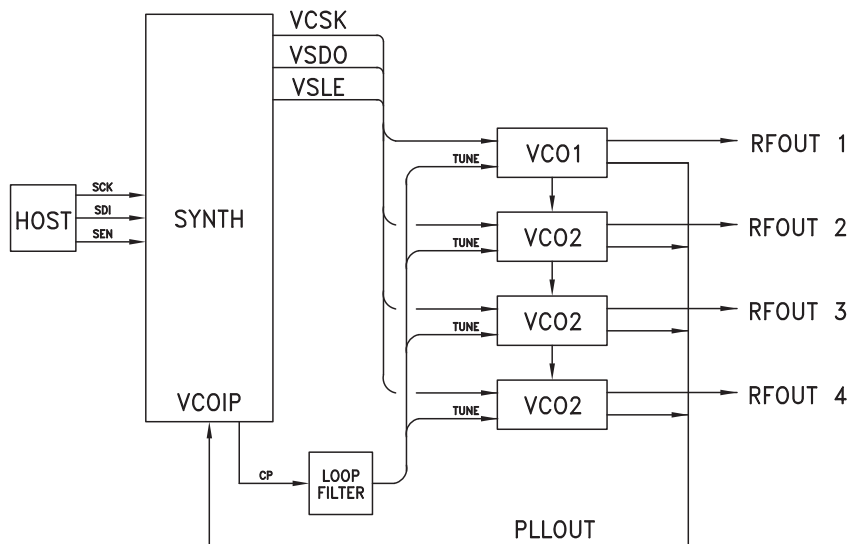 VCSK
VSDO
VSLE
HOST
SCK
SDI
SEN
SYNTH
VCOIP
CP
LOOP
FILTER
TUNE
VCO1
RFOUT 1
TUNE
VCO2
RFOUT 2
TUNE
VCO2
RFOUT 3
TUNE
VCO2
RFOUT 4
PLLOUT